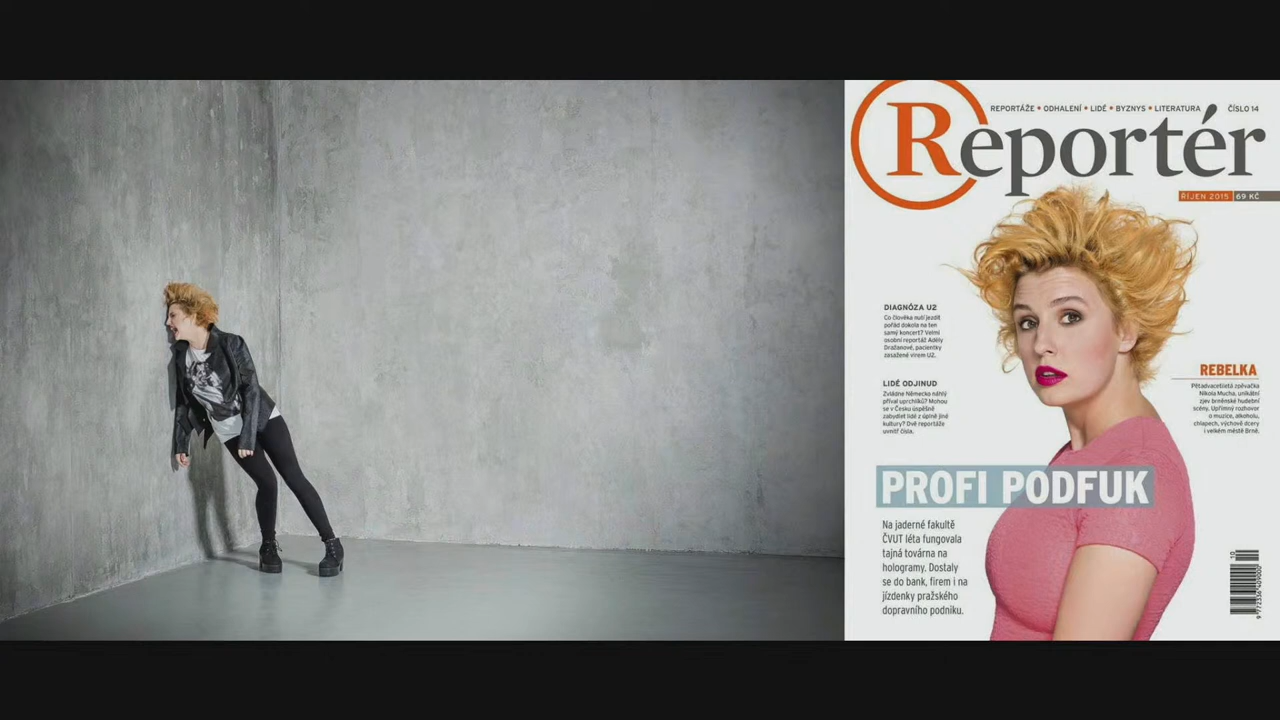 REPORTÁŽE • ODHALENÍ • LIDÉ • BYZNYS • LITERATURA ČÍSLO 14
Reportér
ŘÍJEN 2015 69 KČ
DIAGNÓZA U2
Co člověka nutí jezdit
pořád dokola na ten
samý koncert? Velmi
osobní reportáž Adély
Dražanové, pacientky
zasažené virem U2.
LIDÉ ODJINUD
Zvládne Německo náhlý
příval uprchlíků? Mohou
se v Česku úspěšně
zabydlet lidé z úplně jiné
kultury? Dvě reportáže
uvnitř čísla.
REBELKA
Pětadvacetiletá zpěvačka
Nikola Mucha, unikátní
zjev brněnské hudební
scény. Upřímný rozhovor
o muzice, alkoholu,
chlapech, výchově dcery
i velkém městě Brně.
PROFI PODFUK
Na jaderné fakultě
ČVUT léta fungovala
tajná továrna na
hologramy. Dostaly
se do bank, firem i na
jízdenky pražského
dopravního podniku.